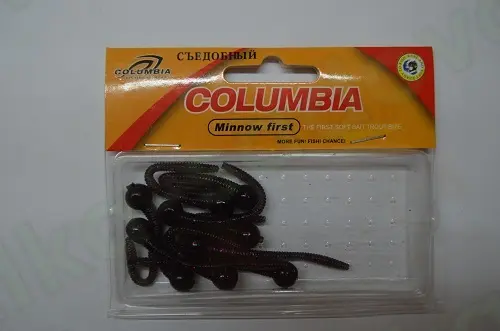 СЪЕДОБНЫЙ
COLUMBIA
COLUMBIA
Minnow first
MORE FUN! FISH! CHANCE!